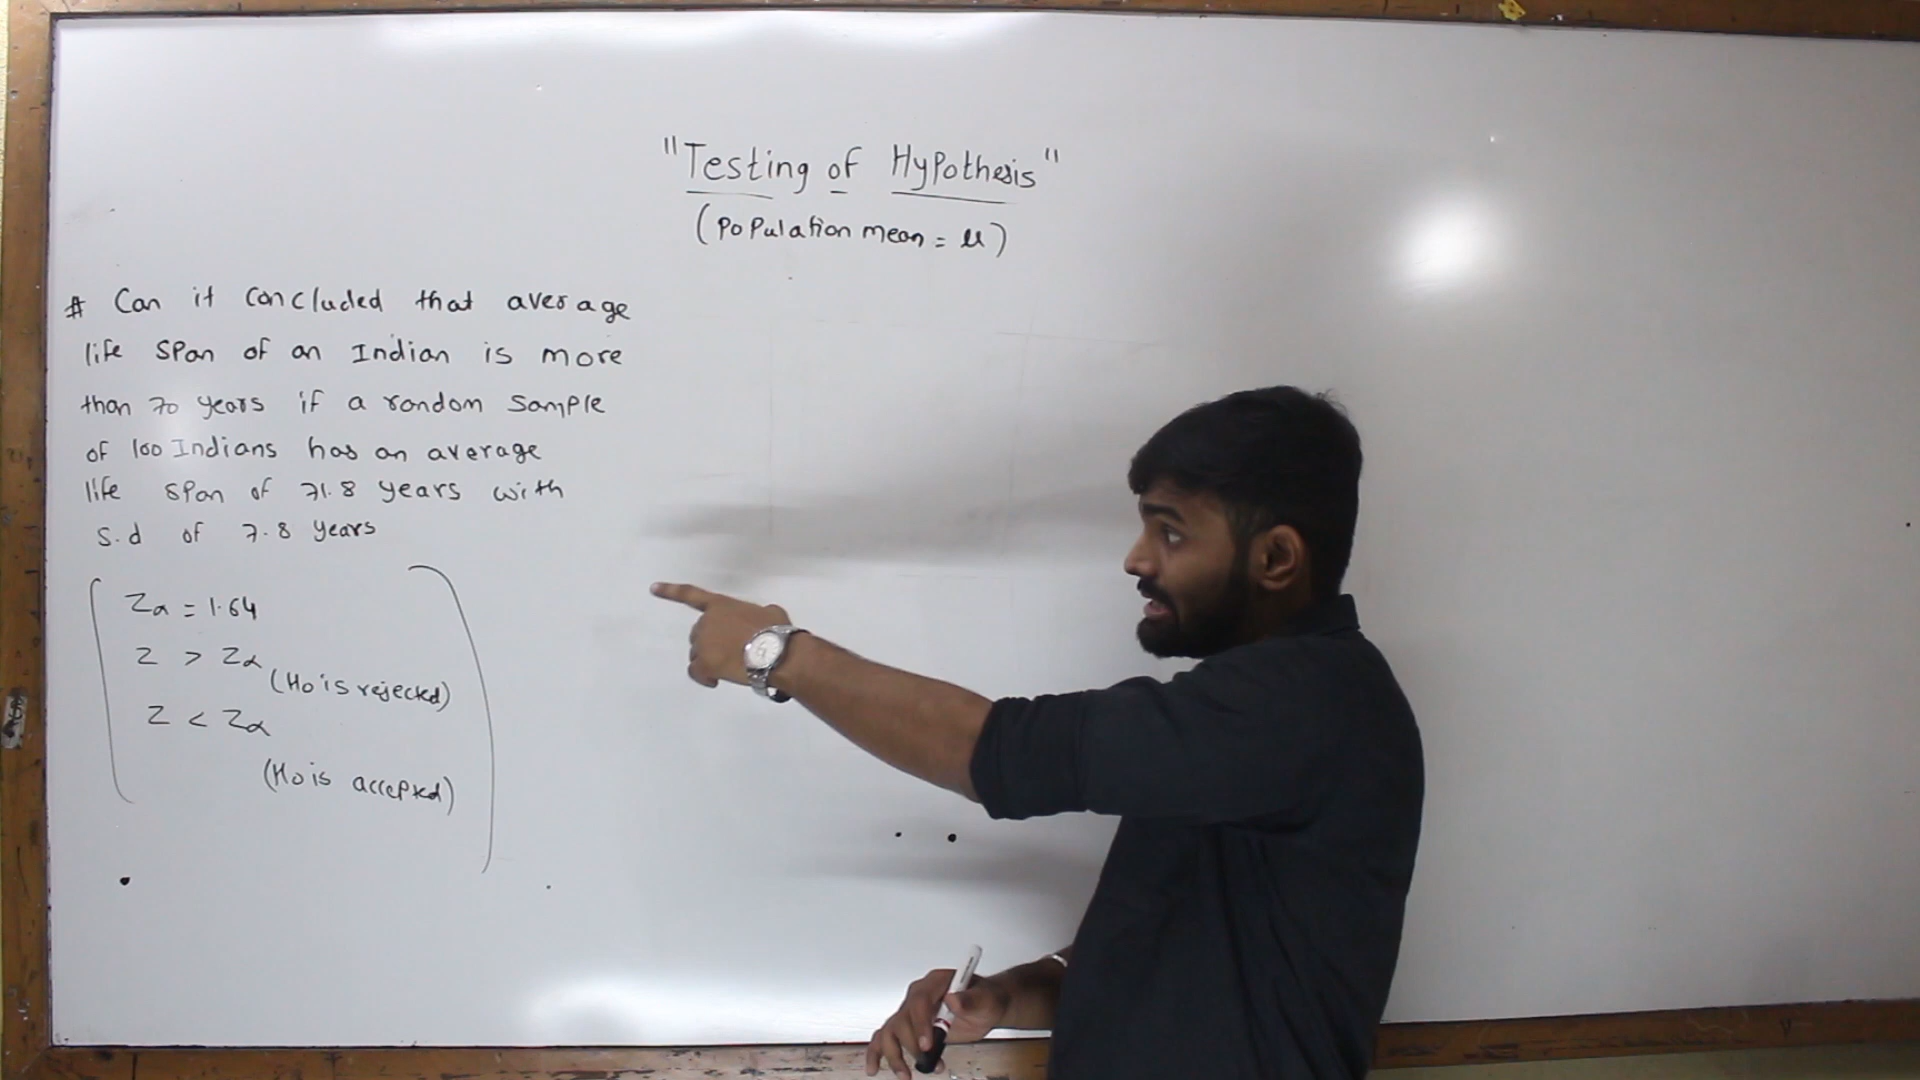 "Testing of Hypothesis"
(Population mean = μ)
# Can it concluded that average
life span of an Indian is more
than 70 years if a random sample
of 100 Indians has an average
life span of 71.8 years with
s.d of 7.8 years
Zα = 1.64
Z > Zα
(Ho is rejected)
Z < Zα
(Ho is accepted)